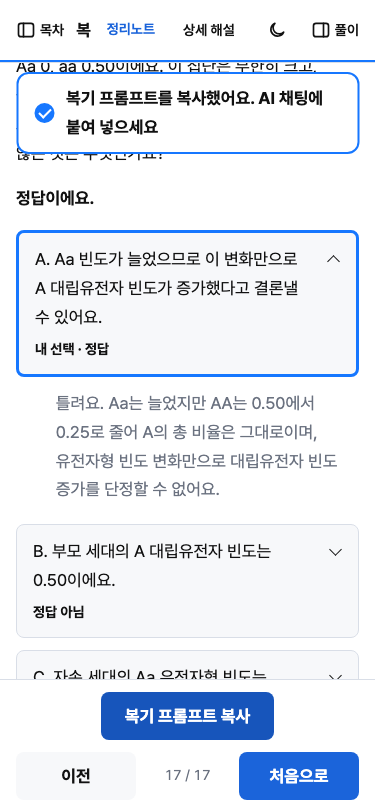 목차
복
정리노트
상세 해설
풀이
Aa 0, aa 0.50이에요. 이 집단은 무한히 크고,
복기 프롬프트를 복사했어요. AI 채팅에
붙여 넣으세요
정답이에요.
A. Aa 빈도가 늘었으므로 이 변화만으로
A 대립유전자 빈도가 증가했다고 결론낼
수 있어요.
내 선택 · 정답
틀려요. Aa는 늘었지만 AA는 0.50에서
0.25로 줄어 A의 총 비율은 그대로이며,
유전자형 빈도 변화만으로 대립유전자 빈도
증가를 단정할 수 없어요.
B. 부모 세대의 A 대립유전자 빈도는
0.50이에요.
정답 아님
C. 자손 세대의 Aa 유전자형 빈도는
복기 프롬프트 복사
이전
17 / 17
처음으로